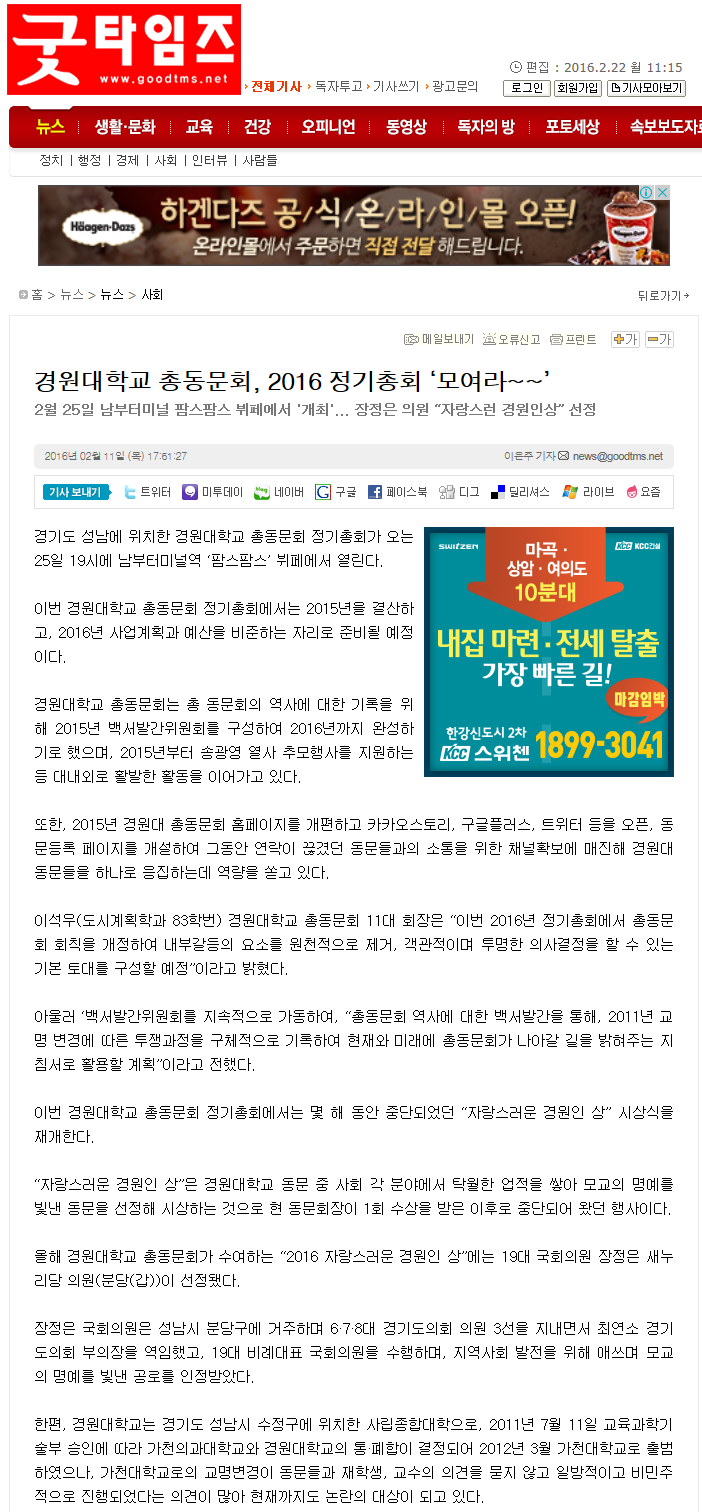 굿타임즈
www.goodtms.net
전체기사 독자투고 기사쓰기 광고문의
편집 : 2016.2.22 월 11:15
로그인 회원가입 기사모아보기
뉴스 생활·문화 교육 건강 오피니언 동영상 독자의 방 포토세상 속보보도자료
정치 | 행정 | 경제 | 사회 | 인터뷰 | 사람들
Häagen-Dazs
하겐다즈 공/식/온/라/인/몰 오픈!
온라인몰에서 주문하면 직접 전달 해드립니다.
Häagen-Dazs
홈 > 뉴스 > 뉴스 > 사회
뒤로가기
메일보내기 오류신고 프린트 +가 -가
경원대학교 총동문회, 2016 정기총회 ‘모여라~~’
2월 25일 남부터미널 팜스팜스 뷔페에서 '개최'... 장정은 의원 “자랑스런 경원인상” 선정
2016년 02월 11일 (목) 17:51:27
이른주 기자 news@goodtms.net
기사 보내기 트위터 미투데이 네이버 구글 페이스북 디그 딜리셔스 라이브 요즘
경기도 성남에 위치한 경원대학교 총동문회 정기총회가 오는
25일 19시에 남부터미널역 ‘팜스팜스’ 뷔페에서 열린다.
이번 경원대학교 총동문회 정기총회에서는 2015년을 결산하
고, 2016년 사업계획과 예산을 비준하는 자리로 준비될 예정
이다.
경원대학교 총동문회는 총 동문회의 역사에 대한 기록을 위
해 2015년 백서발간위원회를 구성하여 2016년까지 완성하
기로 했으며, 2015년부터 송광영 열사 추모행사를 지원하는
등 대내외로 활발한 활동을 이어가고 있다.
SWITZEN
KCC건설
마곡·
상암·여의도
10분대
내집 마련·전세 탈출
가장 빠른 길!
마감임박
한강신도시 2차
KCC 스위첸
1899-3041
또한, 2015년 경원대 총동문회 홈페이지를 개편하고 카카오스토리, 구글플러스, 트위터 등을 오픈, 동
문등록 페이지를 개설하여 그동안 연락이 끊겼던 동문들과의 소통을 위한 채널확보에 매진해 경원대
동문들을 하나로 응집하는데 역량을 쏟고 있다.
이석우(도시계획학과 83학번) 경원대학교 총동문회 11대 회장은 “이번 2016년 정기총회에서 총동문
회 회칙을 개정하여 내부갈등의 요소를 원천적으로 제거, 객관적이며 투명한 의사결정을 할 수 있는
기본 토대를 구성할 예정”이라고 밝혔다.
아울러 ‘백서발간위원회를 지속적으로 가동하여, “총동문회 역사에 대한 백서발간을 통해, 2011년 교
명 변경에 따른 투쟁과정을 구체적으로 기록하여 현재와 미래에 총동문회가 나아갈 길을 밝혀주는 지
침서로 활용할 계획”이라고 전했다.
이번 경원대학교 총동문회 정기총회에서는 몇 해 동안 중단되었던 “자랑스러운 경원인 상” 시상식을
재개한다.
“자랑스러운 경원인 상”은 경원대학교 동문 중 사회 각 분야에서 탁월한 업적을 쌓아 모교의 명예를
빛낸 동문을 선정해 시상하는 것으로 현 동문회장이 1회 수상을 받은 이후로 중단되어 왔던 행사이다.
올해 경원대학교 총동문회가 수여하는 “2016 자랑스러운 경원인 상”에는 19대 국회의원 장정은 새누
리당 의원(분당(갑))이 선정됐다.
장정은 국회의원은 성남시 분당구에 거주하며 6·7·8대 경기도의회 의원 3선을 지내면서 최연소 경기
도의회 부의장을 역임했고, 19대 비례대표 국회의원을 수행하며, 지역사회 발전을 위해 애쓰며 모교
의 명예를 빛낸 공로를 인정받았다.
한편, 경원대학교는 경기도 성남시 수정구에 위치한 사립종합대학으로, 2011년 7월 11일 교육과학기
술부 승인에 따라 가천의과대학교와 경원대학교의 통·폐합이 결정되어 2012년 3월 가천대학교로 출범
하였으나, 가천대학교로의 교명변경이 동문들과 재학생, 교수의 의견을 묻지 않고 일방적이고 비민주
적으로 진행되었다는 의견이 많아 현재까지도 논란의 대상이 되고 있다.